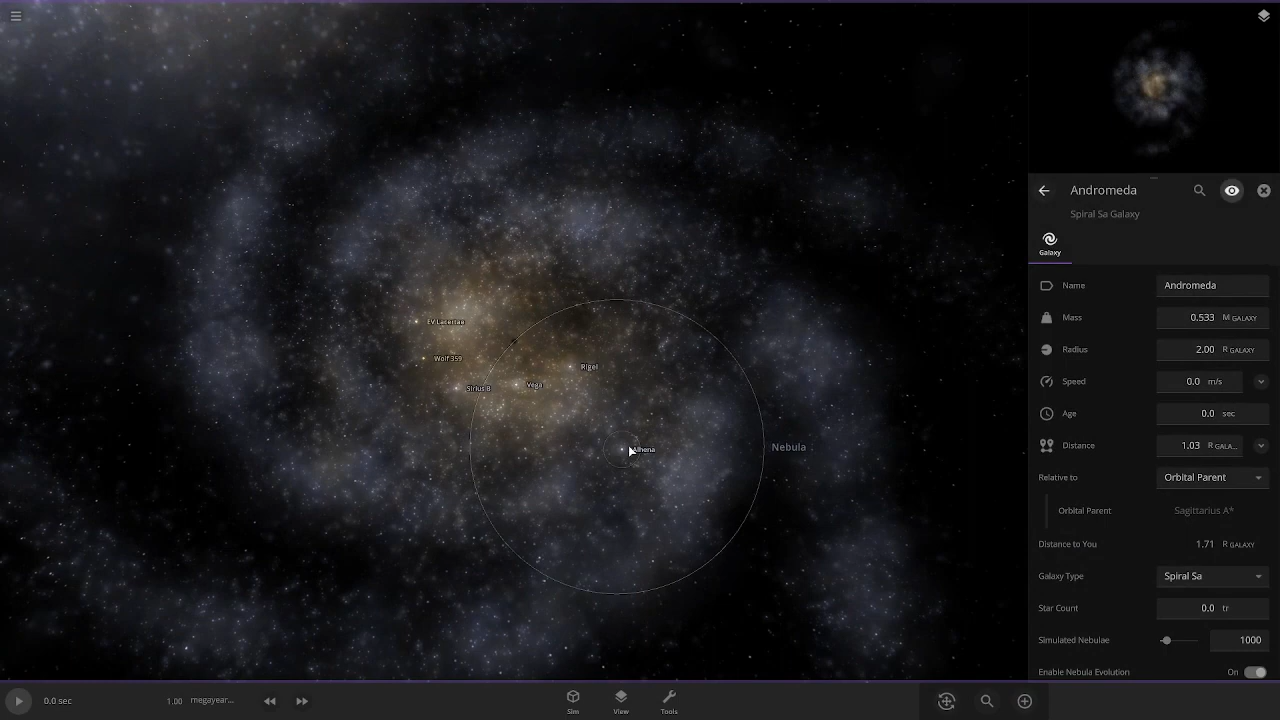 EV Lacertae
Wolf 359
Sirius B
Vega
Rigel
Alhena
Nebula
Andromeda
Spiral Sa Galaxy
Galaxy
Name Andromeda
Mass 0.533 M GALAXY
Radius 2.00 R GALAXY
Speed 0.0 m/s
Age 0.0 sec
Distance 1.03 R GALA...
Relative to Orbital Parent
Orbital Parent Sagittarius A*
Distance to You 1.71 R GALAXY
Galaxy Type Spiral Sa
Star Count 0.0 tr
Simulated Nebulae 1000
Enable Nebula Evolution On
0.0 sec 1.00 megayear...
Sim View Tools